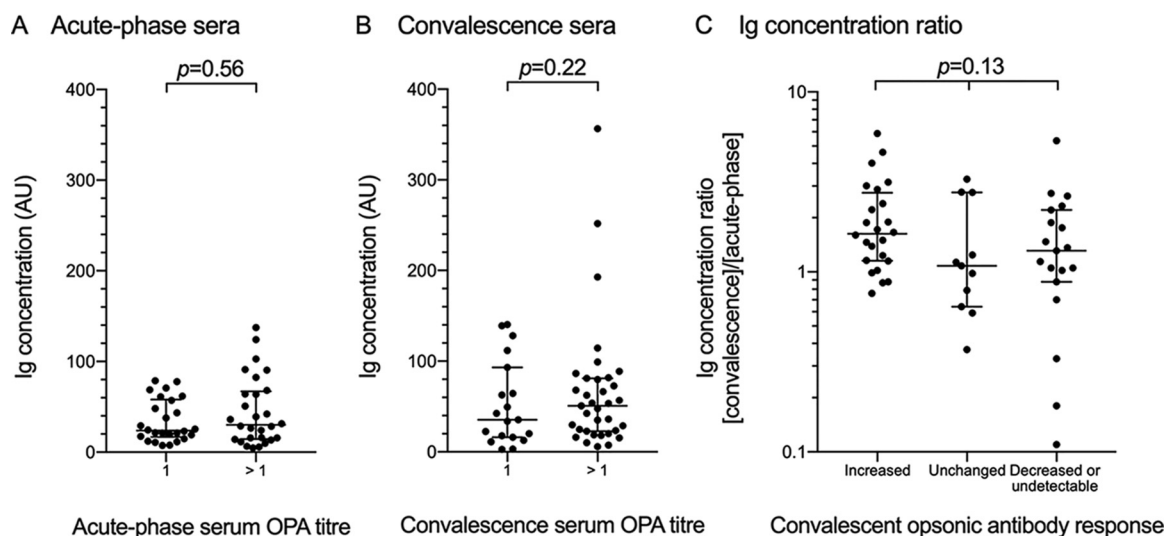 A Acute-phase sera
p=0.56
Ig concentration (AU)
400
300
200
100
0
1
> 1
Acute-phase serum OPA titre
B Convalescence sera
p=0.22
Ig concentration (AU)
400
300
200
100
0
1
> 1
Convalescence serum OPA titre
C Ig concentration ratio
p=0.13
Ig concentration ratio
[convalescence]/[acute-phase]
10
1
0.1
Increased
Unchanged
Decreased or
undetectable
Convalescent opsonic antibody response